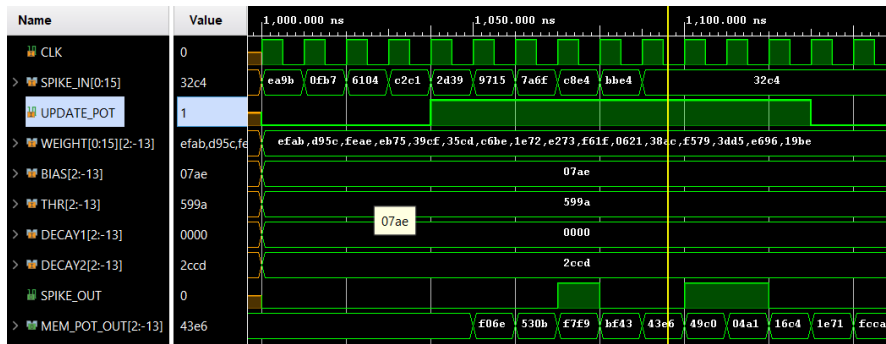 Name Value 1,000.000 ns 1,050.000 ns 1,100.000 ns
CLK 0
SPIKE_IN[0:15] 32c4 ea9b 0fb7 6104 c2c1 2d39 9715 7a6f c8e4 bbe4 32c4
UPDATE_POT 1
WEIGHT[0:15][2:-13] efab,d95c,fe efab,d95c,feae,eb75,39cf,35cd,c6be,1e72,e273,f61f,0621,38ac,f579,3dd5,e696,19be
BIAS[2:-13] 07ae 07ae
THR[2:-13] 599a 599a
07ae
DECAY1[2:-13] 0000 0000
DECAY2[2:-13] 2ccd 2ccd
SPIKE_OUT 0
MEM_POT_OUT[2:-13] 43e6 f06e 530b f7f9 bf43 43e6 49c0 04a1 16c4 1e71 fcca